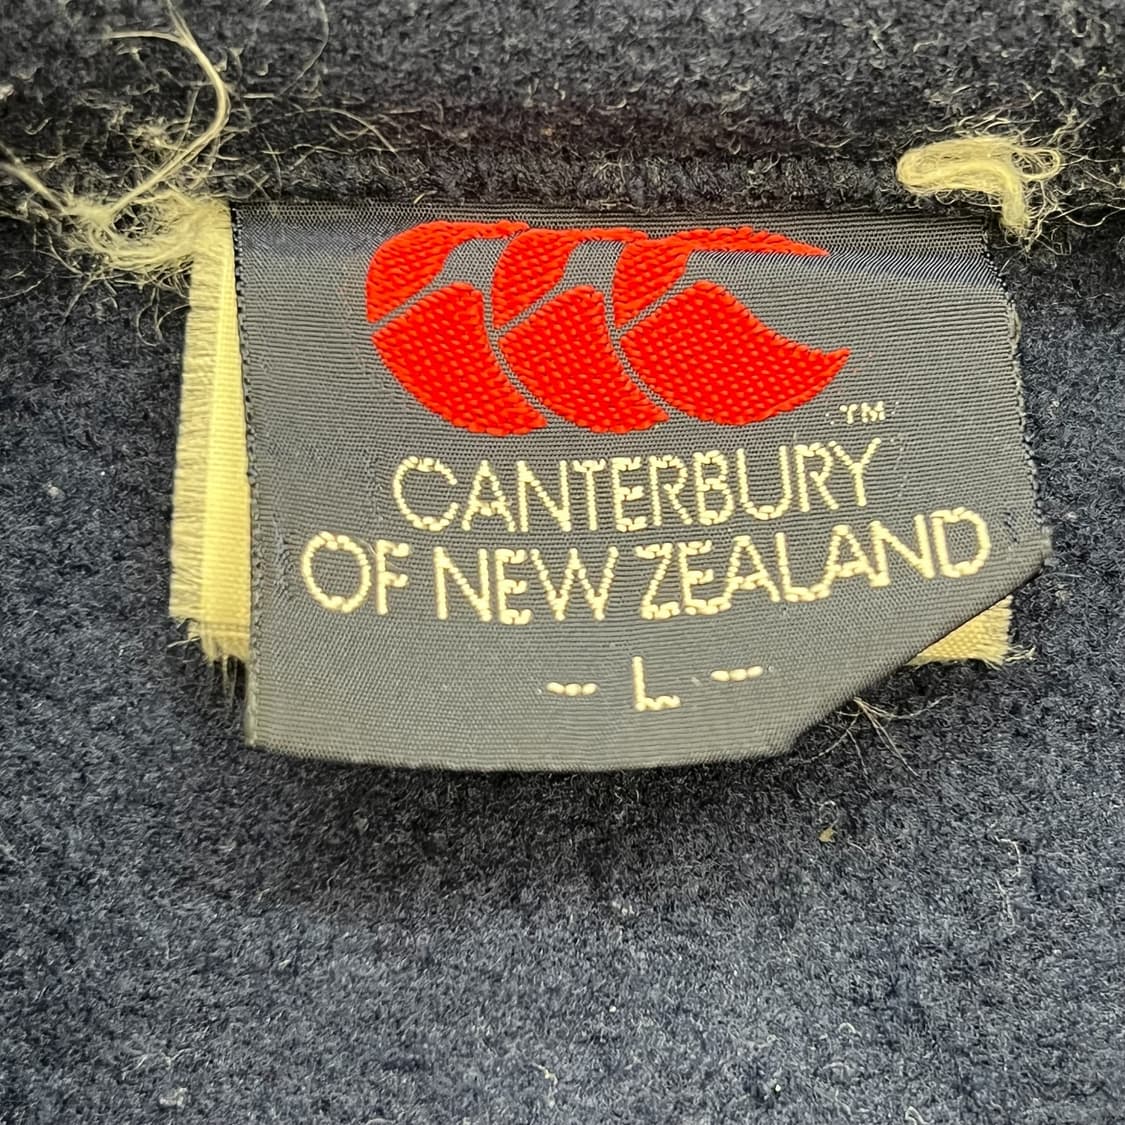 TM
CANTERBURY
OF NEW ZEALAND
- L -